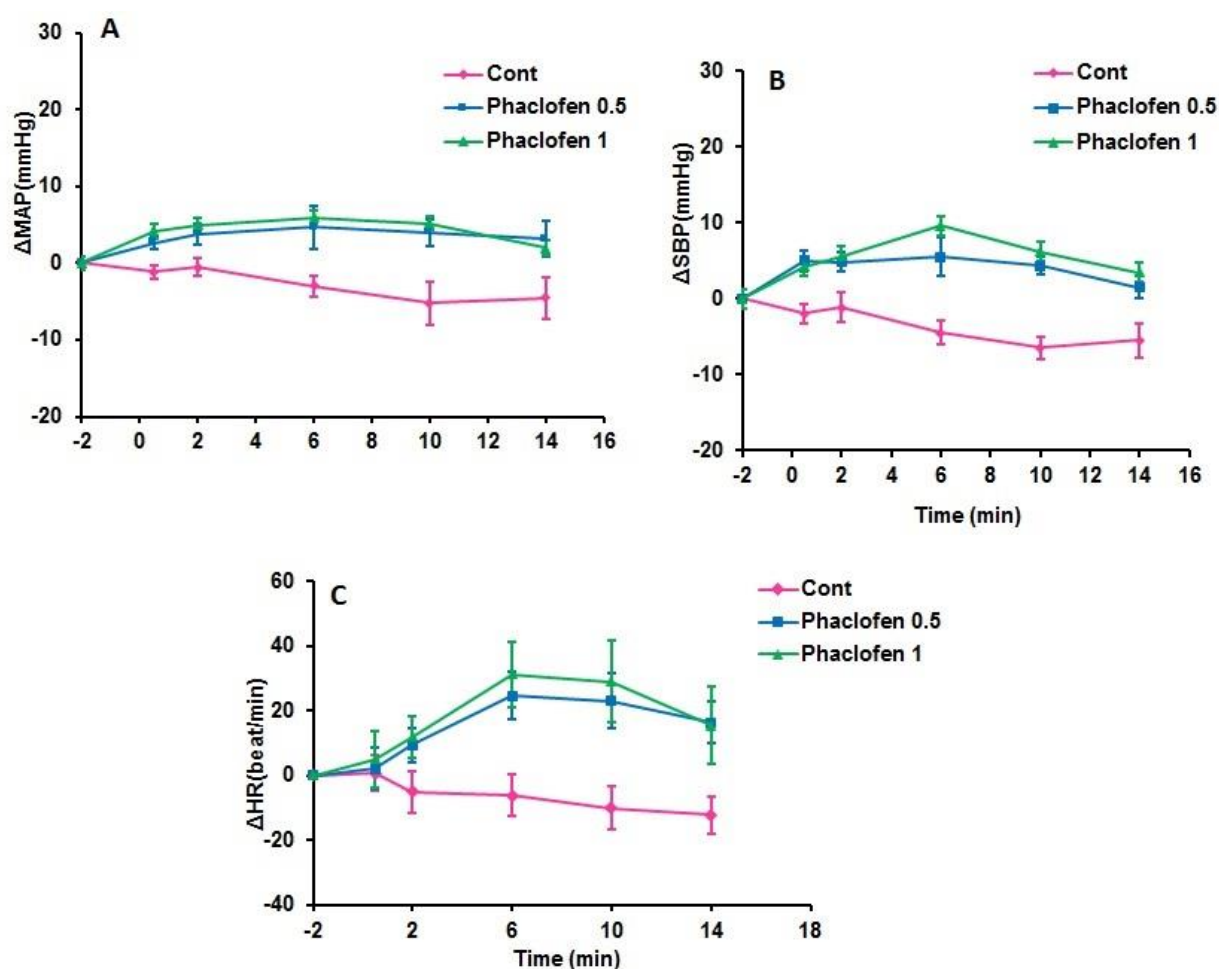 A
ΔMAP(mmHg)
30
20
10
0
-10
-20
-2 0 2 4 6 8 10 12 14 16
Cont
Phaclofen 0.5
Phaclofen 1
B
ΔSBP(mmHg)
30
20
10
0
-10
-20
-2 0 2 4 6 8 10 12 14 16
Time (min)
Cont
Phaclofen 0.5
Phaclofen 1
C
ΔHR(beat/min)
60
40
20
0
-20
-40
-2 2 6 10 14 18
Time (min)
Cont
Phaclofen 0.5
Phaclofen 1